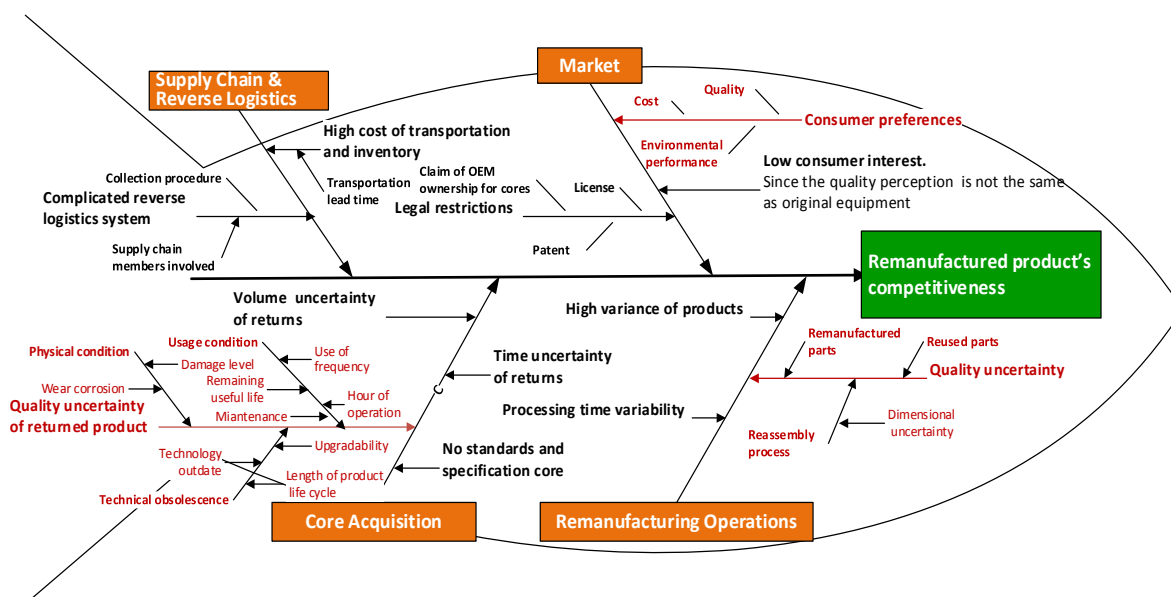 Supply Chain &
Reverse Logistics
Market
Quality
Cost
Consumer preferences
Environmental
performance
High cost of transportation
and inventory
Low consumer interest.
Since the quality perception is not the same
as original equipment
Collection procedure
Transportation
lead time
Claim of OEM
ownership for cores
License
Complicated reverse
logistics system
Legal restrictions
Supply chain
members involved
Patent
Remanufactured product's
competitiveness
Volume uncertainty
of returns
High variance of products
Physical condition
Usage condition
Use of
frequency
Damage level
Remaining
useful life
Wear corrosion
Hour of
operation
Miantenance
Quality uncertainty
of returned product
Time uncertainty
of returns
C
Remanufactured
parts
Reused parts
Quality uncertainty
Processing time variability
Dimensional
uncertainty
Reassembly
process
Upgradability
Technology
outdate
Length of product
life cycle
Technical obsolescence
No standards and
specification core
Core Acquisition
Remanufacturing Operations